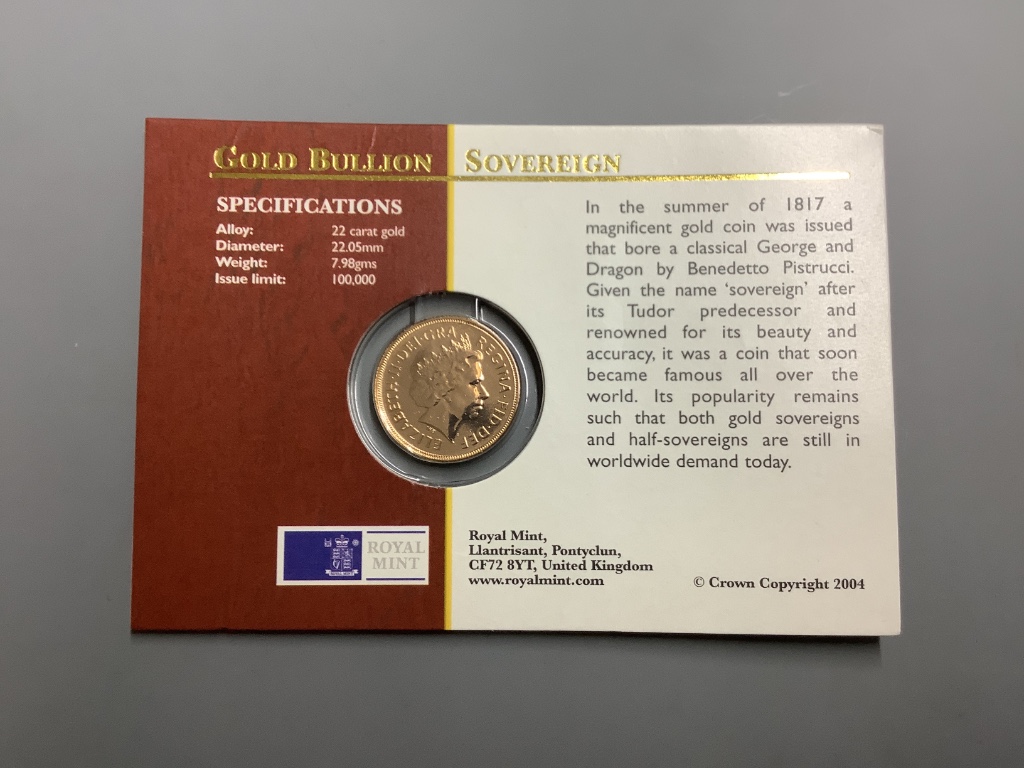 GOLD BULLION SOVEREIGN
SPECIFICATIONS
Alloy: 22 carat gold
Diameter: 22.05mm
Weight: 7.98gms
Issue limit: 100,000
In the summer of 1817 a
magnificent gold coin was issued
that bore a classical George and
Dragon by Benedetto Pistrucci.
Given the name ‘sovereign’ after
its Tudor predecessor and
renowned for its beauty and
accuracy, it was a coin that soon
became famous all over the
world. Its popularity remains
such that both gold sovereigns
and half-sovereigns are still in
worldwide demand today.
ELIZABETH·II·DEI·GRA REGINA·FID·DEF
ROYAL
MINT
Royal Mint,
Llantrisant, Pontyclun,
CF72 8YT, United Kingdom
www.royalmint.com
© Crown Copyright 2004